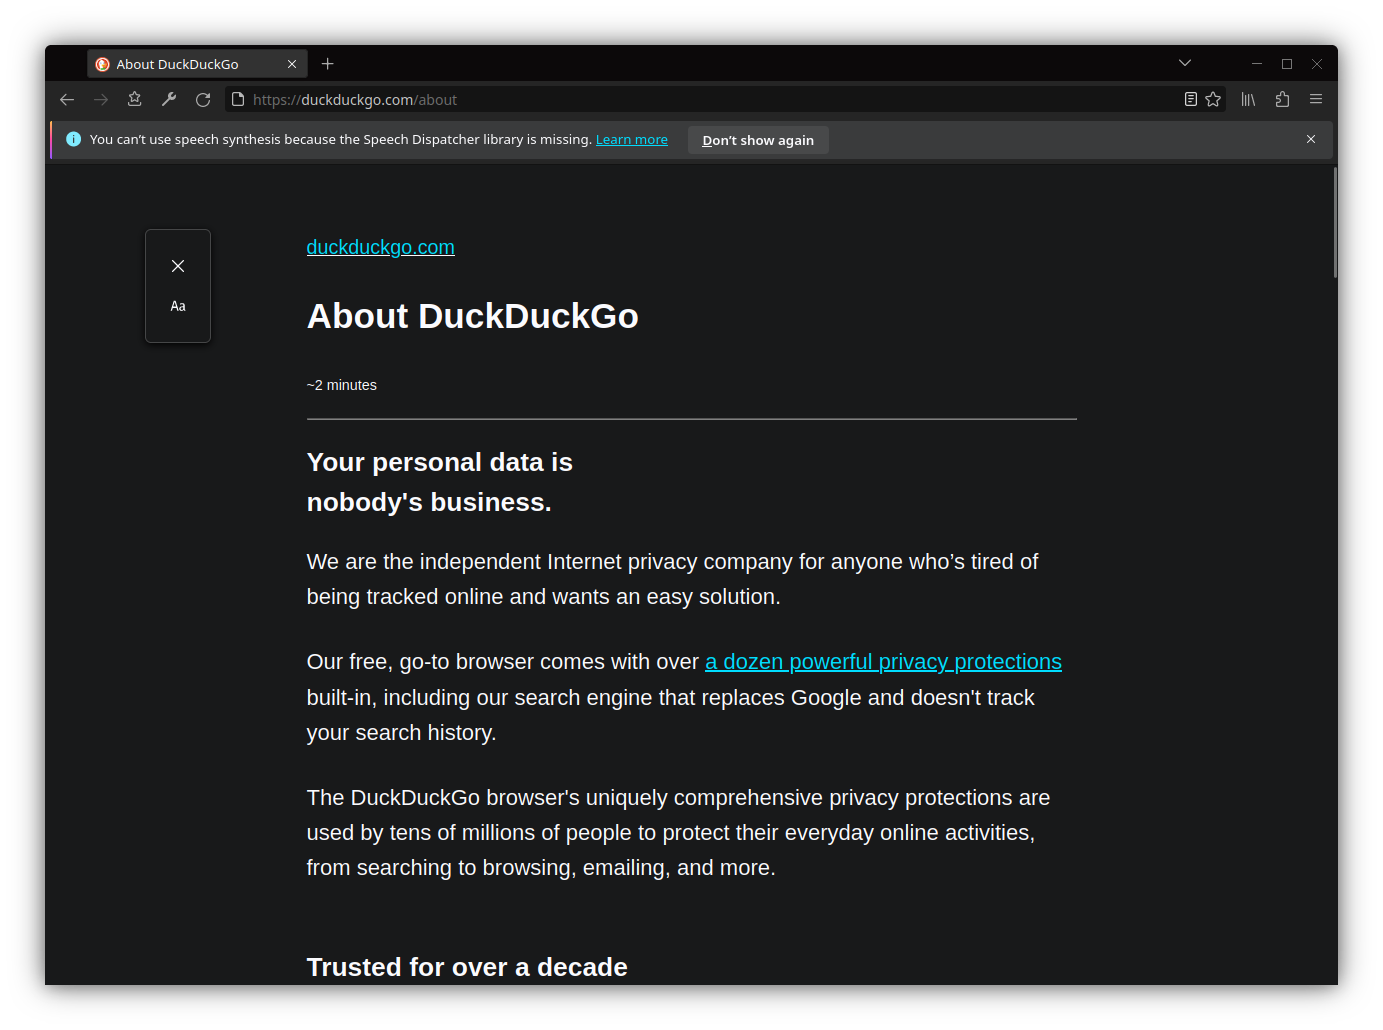 About DuckDuckGo
https://duckduckgo.com/about
You can’t use speech synthesis because the Speech Dispatcher library is missing. Learn more Don’t show again
duckduckgo.com
Aa
About DuckDuckGo
~2 minutes
Your personal data is
nobody's business.
We are the independent Internet privacy company for anyone who’s tired of
being tracked online and wants an easy solution.
Our free, go-to browser comes with over a dozen powerful privacy protections
built-in, including our search engine that replaces Google and doesn't track
your search history.
The DuckDuckGo browser's uniquely comprehensive privacy protections are
used by tens of millions of people to protect their everyday online activities,
from searching to browsing, emailing, and more.
Trusted for over a decade